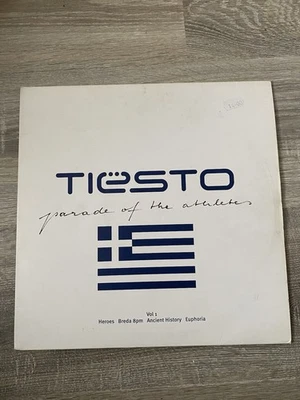 TIËSTO
parade of the athletes
Vol 1
Heroes Breda 8pm Ancient History Euphoria